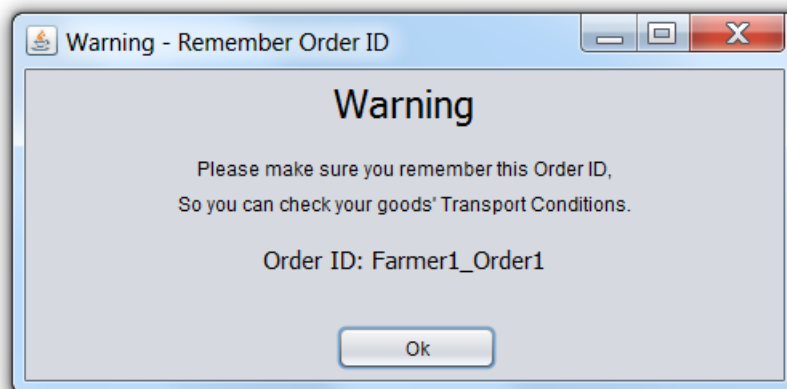 Warning - Remember Order ID
Warning
Please make sure you remember this Order ID,
So you can check your goods' Transport Conditions.
Order ID: Farmer1_Order1
Ok